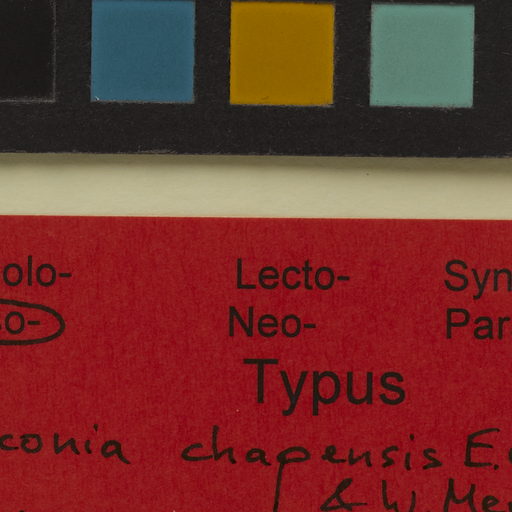 olo- Lecto- Syn
o- Neo- Par
Typus
conia chapensis E.
& W. Me